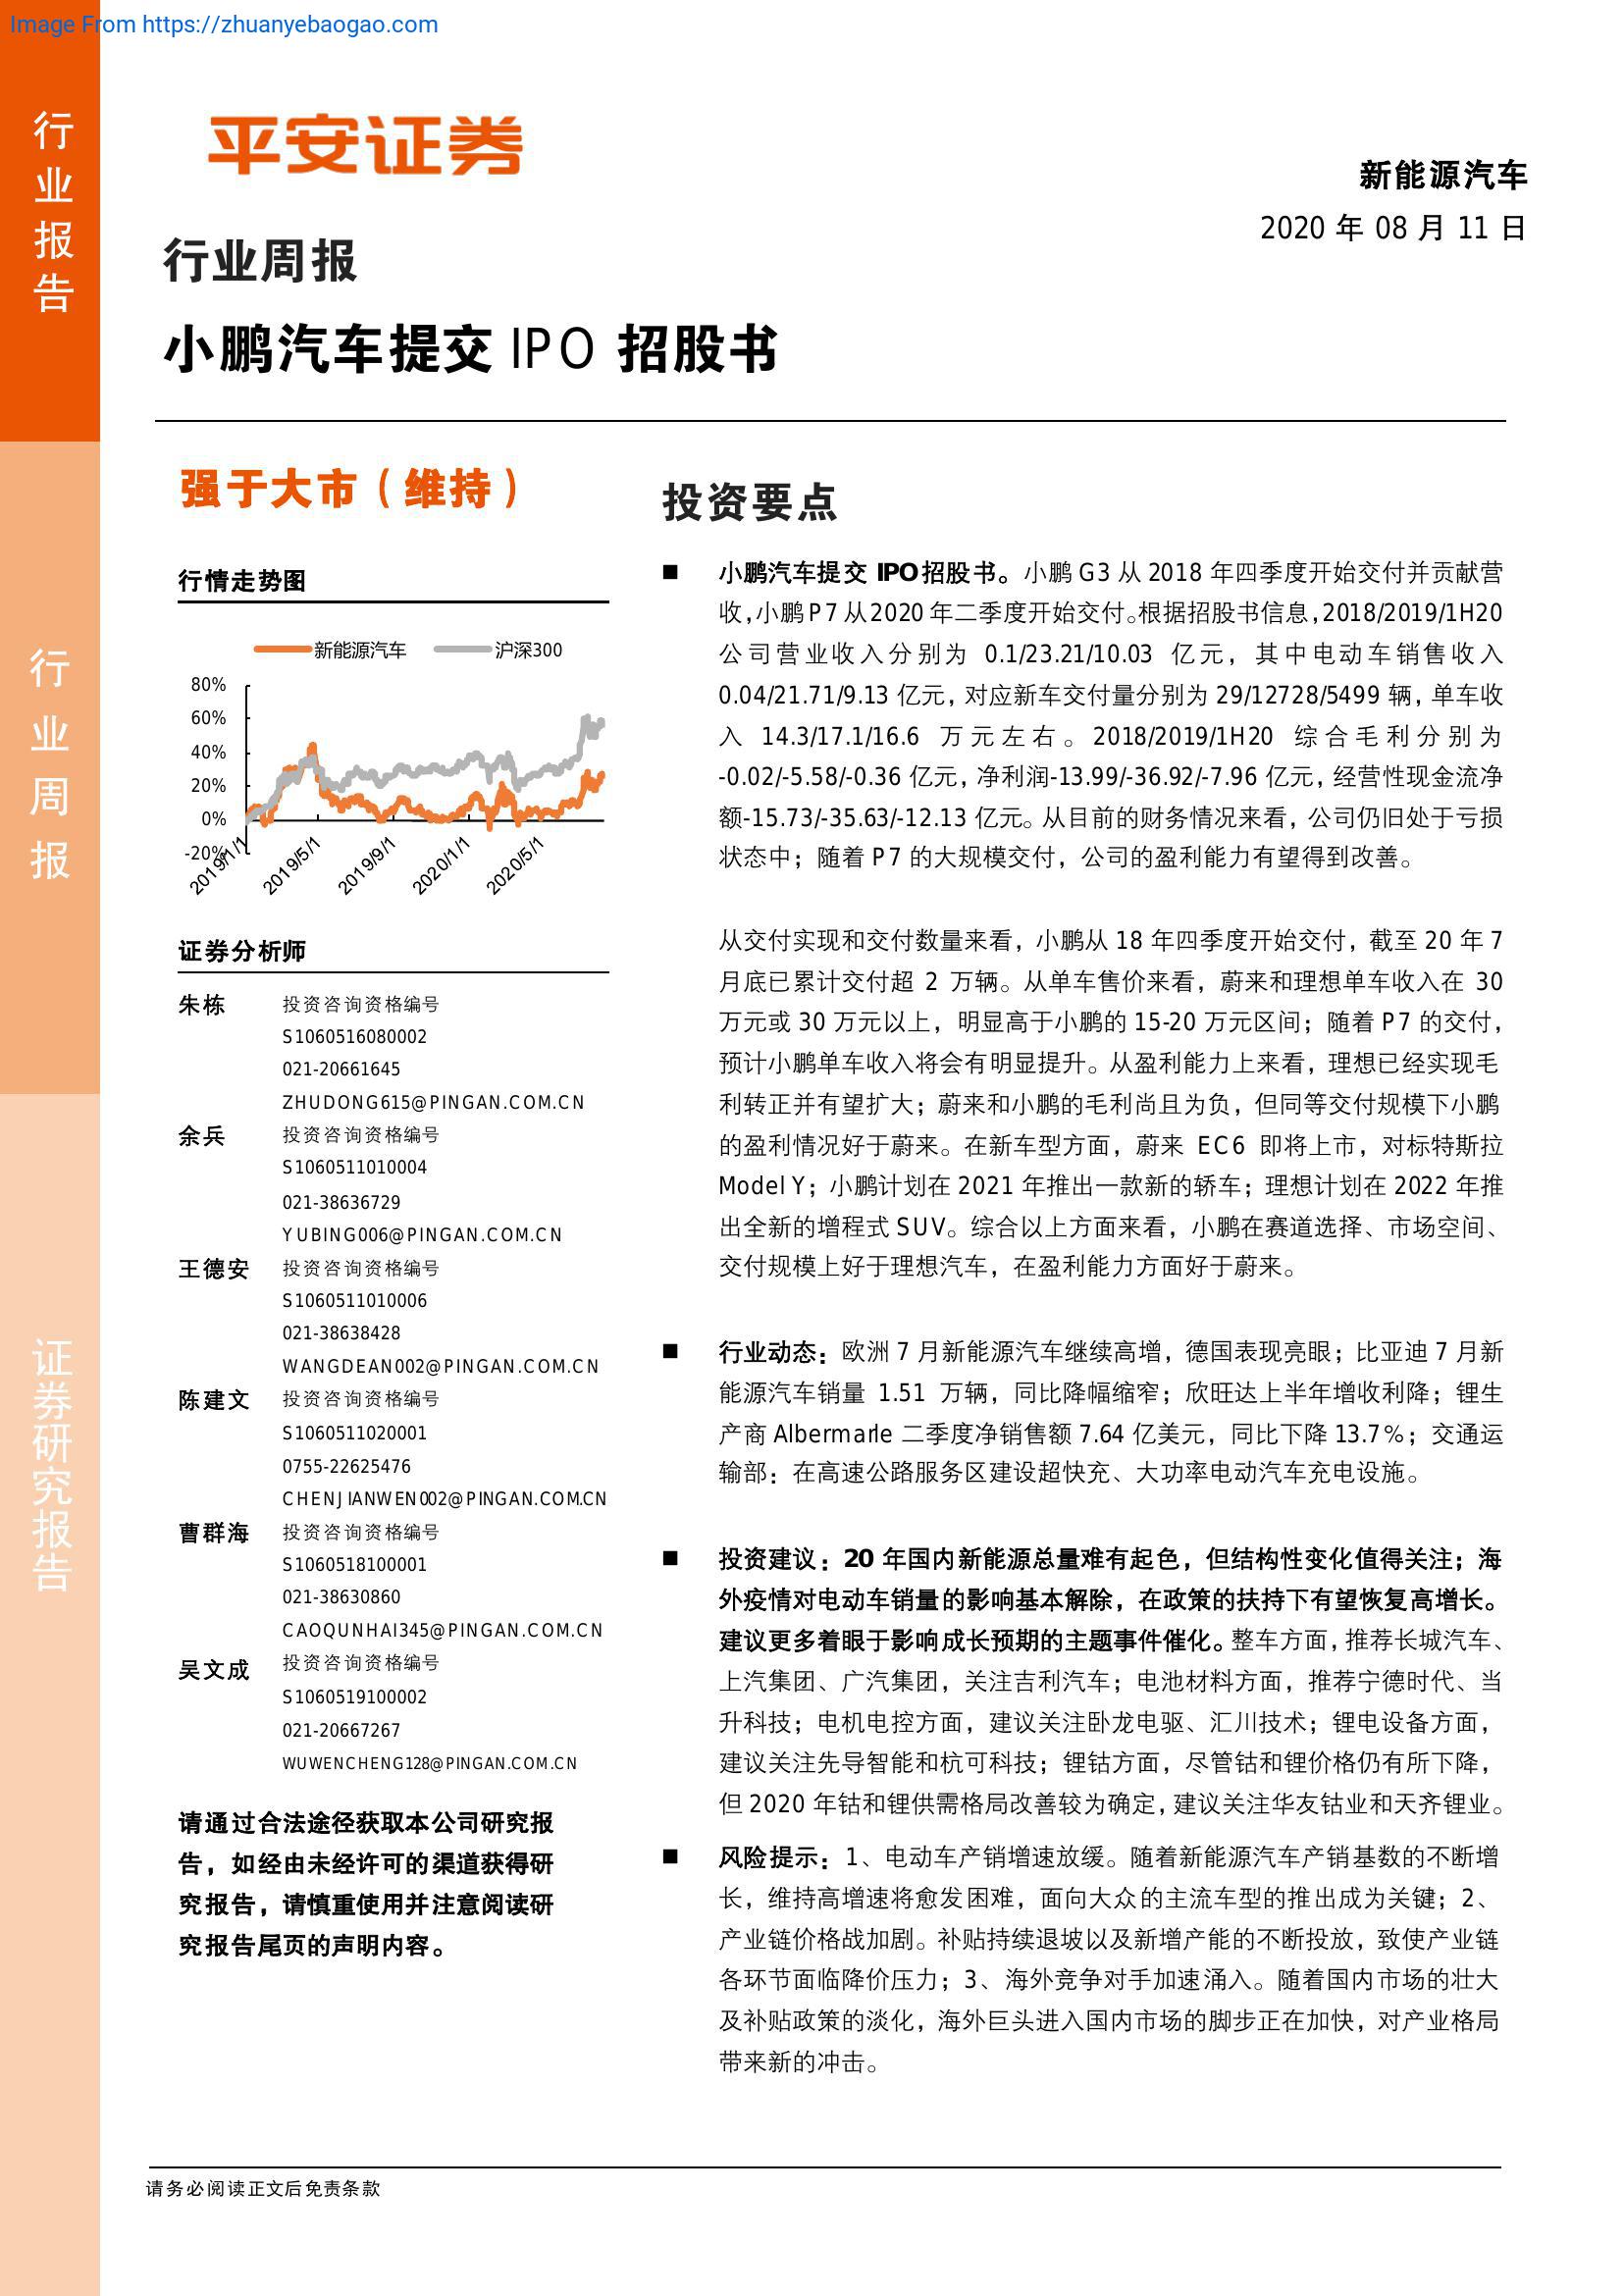 Image From https://zhuanyebaogao.com
行业报告
行业周报
证券研究报告
平安证券
新能源汽车
2020 年 08 月 11 日
行业周报
小鹏汽车提交 IPO 招股书
强于大市（维持）
行情走势图
新能源汽车 沪深300
80%
60%
40%
20%
0%
-20%
2019/1/1 2019/5/1 2019/9/1 2020/1/1 2020/5/1
证券分析师
朱栋 投资咨询资格编号
S1060516080002
021-20661645
ZHUDONG615@PINGAN.COM.CN
余兵 投资咨询资格编号
S1060511010004
021-38636729
YUBING006@PINGAN.COM.CN
王德安 投资咨询资格编号
S1060511010006
021-38638428
WANGDEAN002@PINGAN.COM.CN
陈建文 投资咨询资格编号
S1060511020001
0755-22625476
CHENJIANWEN002@PINGAN.COM.CN
曹群海 投资咨询资格编号
S1060518100001
021-38630860
CAOQUNHAI345@PINGAN.COM.CN
吴文成 投资咨询资格编号
S1060519100002
021-20667267
WUWENCHENG128@PINGAN.COM.CN
请通过合法途径获取本公司研究报
告，如经由未经许可的渠道获得研
究报告，请慎重使用并注意阅读研
究报告尾页的声明内容。
投资要点
■ 小鹏汽车提交 IPO招股书。小鹏 G3 从 2018 年四季度开始交付并贡献营
收，小鹏 P7 从 2020 年二季度开始交付。根据招股书信息，2018/2019/1H20
公司营业收入分别为 0.1/23.21/10.03 亿元，其中电动车销售收入
0.04/21.71/9.13 亿元，对应新车交付量分别为 29/12728/5499 辆，单车收
入 14.3/17.1/16.6 万元左右。2018/2019/1H20 综合毛利分别为
-0.02/-5.58/-0.36 亿元，净利润-13.99/-36.92/-7.96 亿元，经营性现金流净
额-15.73/-35.63/-12.13 亿元。从目前的财务情况来看，公司仍旧处于亏损
状态中；随着 P7 的大规模交付，公司的盈利能力有望得到改善。
从交付实现和交付数量来看，小鹏从 18 年四季度开始交付，截至 20 年 7
月底已累计交付超 2 万辆。从单车售价来看，蔚来和理想单车收入在 30
万元或 30 万元以上，明显高于小鹏的 15-20 万元区间；随着 P7 的交付，
预计小鹏单车收入将会有明显提升。从盈利能力上来看，理想已经实现毛
利转正并有望扩大；蔚来和小鹏的毛利尚且为负，但同等交付规模下小鹏
的盈利情况好于蔚来。在新车型方面，蔚来 EC6 即将上市，对标特斯拉
Model Y；小鹏计划在 2021 年推出一款新的轿车；理想计划在 2022 年推
出全新的增程式 SUV。综合以上方面来看，小鹏在赛道选择、市场空间、
交付规模上好于理想汽车，在盈利能力方面好于蔚来。
■ 行业动态：欧洲 7 月新能源汽车继续高增，德国表现亮眼；比亚迪 7 月新
能源汽车销量 1.51 万辆，同比降幅缩窄；欣旺达上半年增收利降；锂生
产商 Albermarle 二季度净销售额 7.64 亿美元，同比下降 13.7%；交通运
输部：在高速公路服务区建设超快充、大功率电动汽车充电设施。
■ 投资建议：20 年国内新能源总量难有起色，但结构性变化值得关注；海
外疫情对电动车销量的影响基本解除，在政策的扶持下有望恢复高增长。
建议更多着眼于影响成长预期的主题事件催化。整车方面，推荐长城汽车、
上汽集团、广汽集团，关注吉利汽车；电池材料方面，推荐宁德时代、当
升科技；电机电控方面，建议关注卧龙电驱、汇川技术；锂电设备方面，
建议关注先导智能和杭可科技；锂钴方面，尽管钴和锂价格仍有所下降，
但 2020 年钴和锂供需格局改善较为确定，建议关注华友钴业和天齐锂业。
■ 风险提示：1、电动车产销增速放缓。随着新能源汽车产销基数的不断增
长，维持高增速将愈发困难，面向大众的主流车型的推出成为关键；2、
产业链价格战加剧。补贴持续退坡以及新增产能的不断投放，致使产业链
各环节面临降价压力；3、海外竞争对手加速涌入。随着国内市场的壮大
及补贴政策的淡化，海外巨头进入国内市场的脚步正在加快，对产业格局
带来新的冲击。
请务必阅读正文后免责条款